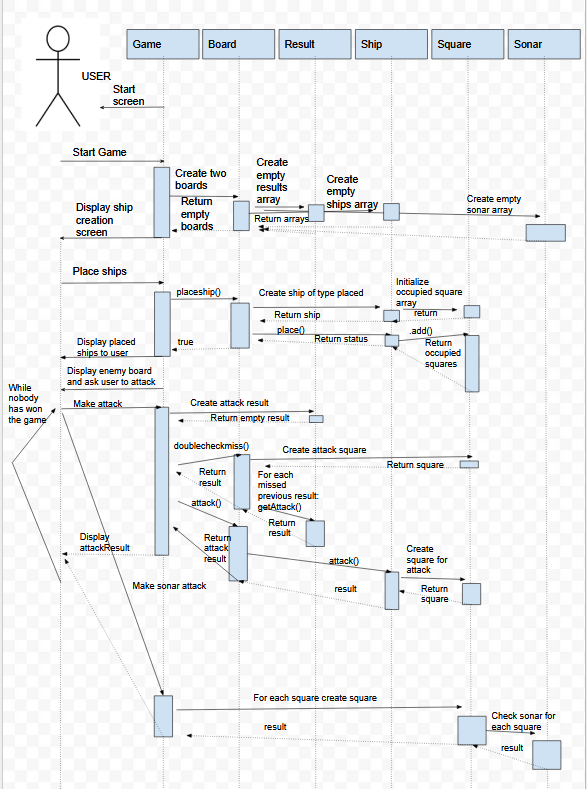 Game
Board
Result
Ship
Square
Sonar
USER
Start
screen
Start Game
Create two
boards
Create
empty
results
array
Create
empty
ships array
Create empty
sonar array
Return
empty
boards
Return arrays
Display ship
creation
screen
Place ships
placeship()
Create ship of type placed
Initialize
occupied square
array
return
Return ship
place()
.add()
Return status
Return
occupied
squares
true
Display placed
ships to user
Display enemy board
and ask user to attack
While
nobody
has won
the game
Make attack
Create attack result
Return empty result
doublecheckmiss()
Create attack square
Return square
Return
result
For each
missed
previous result:
getAttack()
attack()
Return
result
Return
attack
result
Display
attackResult
attack()
Create
square for
attack
Return
square
result
Make sonar attack
For each square create square
Check sonar for
each square
result
result